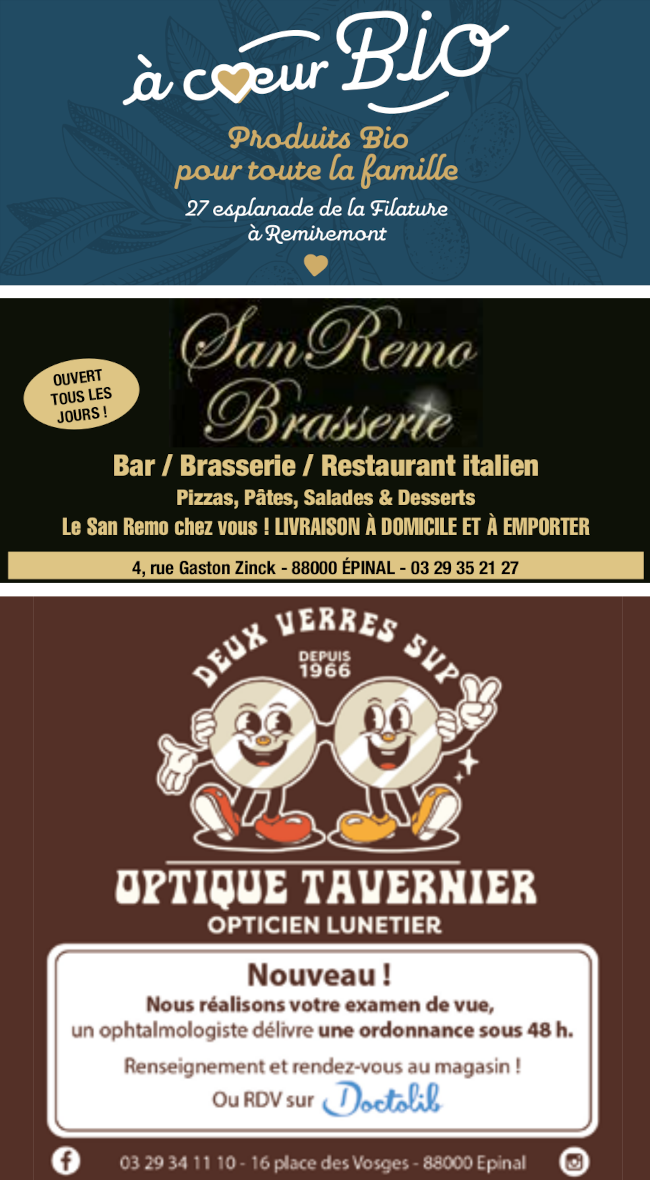 à cœur Bio
Produits Bio
pour toute la famille
27 esplanade de la Filature
à Remiremont
San Remo
Brasserie
OUVERT
TOUS LES
JOURS !
Bar / Brasserie / Restaurant italien
Pizzas, Pâtes, Salades & Desserts
Le San Remo chez vous ! LIVRAISON À DOMICILE ET À EMPORTER
4, rue Gaston Zinck - 88000 ÉPINAL - 03 29 35 21 27
DEUX VERRES SVP
DEPUIS
1966
OPTIQUE TAVERNIER
OPTICIEN LUNETIER
Nouveau !
Nous réalisons votre examen de vue,
un ophtalmologiste délivre une ordonnance sous 48 h.
Renseignement et rendez-vous au magasin !
Ou RDV sur Doctolib
03 29 34 11 10 - 16 place des Vosges - 88000 Epinal